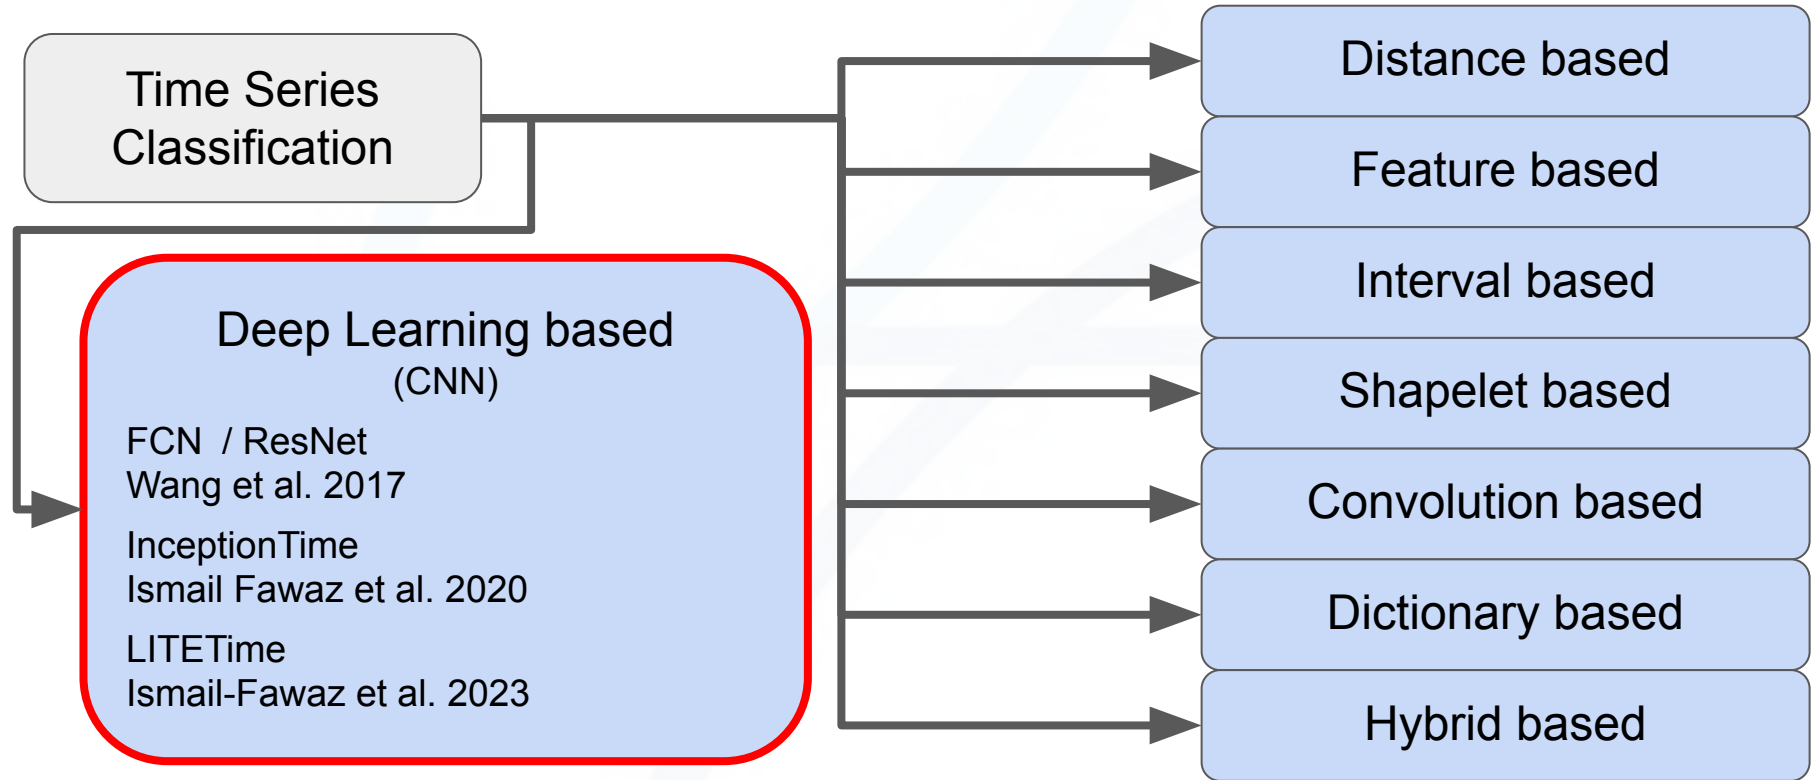 Time Series
Classification
Deep Learning based
(CNN)
FCN / ResNet
Wang et al. 2017
InceptionTime
Ismail Fawaz et al. 2020
LITETime
Ismail-Fawaz et al. 2023
Distance based
Feature based
Interval based
Shapelet based
Convolution based
Dictionary based
Hybrid based